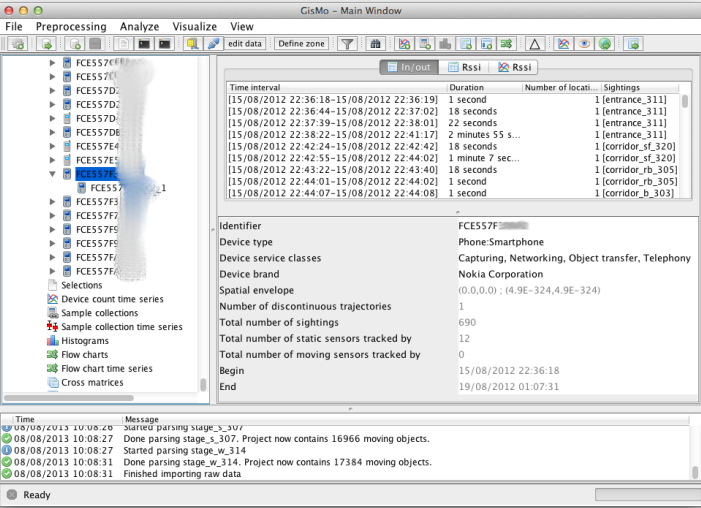 GisMo - Main Window
File Preprocessing Analyze Visualize View
edit data Define zone
In/out Rssi Rssi
Time interval Duration Number of locati... Sightings
[15/08/2012 22:36:18-15/08/2012 22:36:19] 1 second 1 [entrance_311]
[15/08/2012 22:36:44-15/08/2012 22:37:02] 18 seconds 1 [entrance_311]
[15/08/2012 22:37:39-15/08/2012 22:38:01] 22 seconds 1 [entrance_311]
[15/08/2012 22:38:22-15/08/2012 22:41:17] 2 minutes 55 s... 1 [entrance_311]
[15/08/2012 22:42:24-15/08/2012 22:42:42] 18 seconds 1 [corridor_sf_320]
[15/08/2012 22:42:55-15/08/2012 22:44:02] 1 minute 7 sec... 1 [corridor_sf_320]
[15/08/2012 22:43:22-15/08/2012 22:43:40] 18 seconds 1 [corridor_rb_305]
[15/08/2012 22:44:01-15/08/2012 22:44:02] 1 second 1 [corridor_rb_305]
[15/08/2012 22:44:07-15/08/2012 22:44:08] 1 second 1 [corridor_b_303]
FCE557C
FCE557
FCE557D
FCE557D
FCE557D
FCE557D
FCE557E4
FCE557E
FCE557F
FCE557 _1
FCE557F3
FCE557F7
FCE557F
FCE557F9
FCE557F
FCE557F
Selections
Device count time series
Sample collections
Sample collection time series
Histograms
Flow charts
Flow chart time series
Cross matrices
Identifier FCE557F
Device type Phone:Smartphone
Device service classes Capturing, Networking, Object transfer, Telephony
Device brand Nokia Corporation
Spatial envelope (0.0,0.0) ; (4.9E-324,4.9E-324)
Number of discontinuous trajectories 1
Total number of sightings 690
Total number of static sensors tracked by 12
Total number of moving sensors tracked by 0
Begin 15/08/2012 22:36:18
End 19/08/2012 01:07:31
Time Message
08/08/2013 10:08:26 Started parsing stage_s_307
08/08/2013 10:08:27 Done parsing stage_s_307. Project now contains 16966 moving objects.
08/08/2013 10:08:27 Started parsing stage_w_314
08/08/2013 10:08:31 Done parsing stage_w_314. Project now contains 17384 moving objects.
08/08/2013 10:08:31 Finished importing raw data
Ready